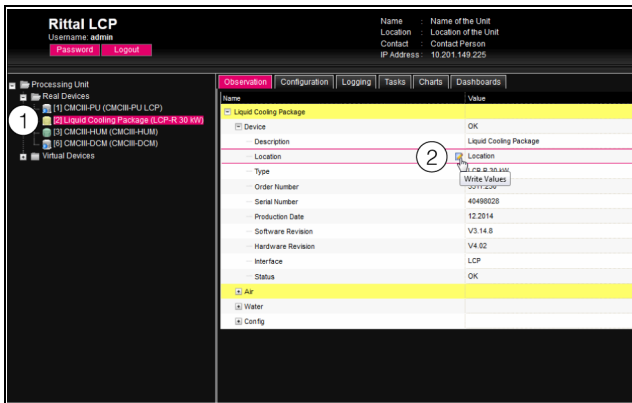 Rittal LCP
Username: admin
Password Logout
Name : Name of the Unit
Location : Location of the Unit
Contact : Contact Person
IP Address : 10.201.149.225
Processing Unit
Real Devices
[1] CMCIII-PU (CMCIII-PU LCP)
1 [2] Liquid Cooling Package (LCP-R 30 kW)
[3] CMCIII-HUM (CMCIII-HUM)
[6] CMCIII-DCM (CMCIII-DCM)
Virtual Devices
Observation Configuration Logging Tasks Charts Dashboards
Name Value
Liquid Cooling Package
Device OK
Description Liquid Cooling Package
Location 2 Location
Type LCP-R 30 kW
Write Values
Order Number
Serial Number 40498028
Production Date 12.2014
Software Revision V3.14.8
Hardware Revision V4.02
Interface LCP
Status OK
Air
Water
Config